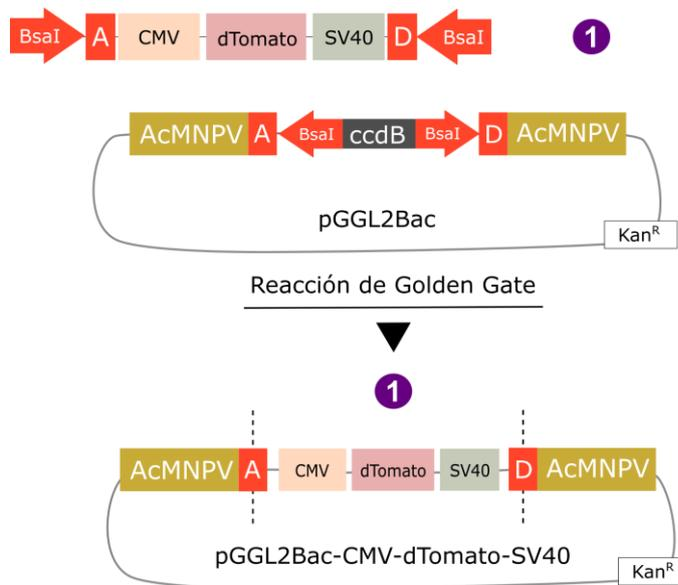 BsaI A CMV dTomato SV40 D BsaI 1
AcMNPV A BsaI ccdB BsaI D AcMNPV
pGGL2Bac
Kanᴿ
Reacción de Golden Gate
1
AcMNPV A CMV dTomato SV40 D AcMNPV
pGGL2Bac-CMV-dTomato-SV40
Kanᴿ